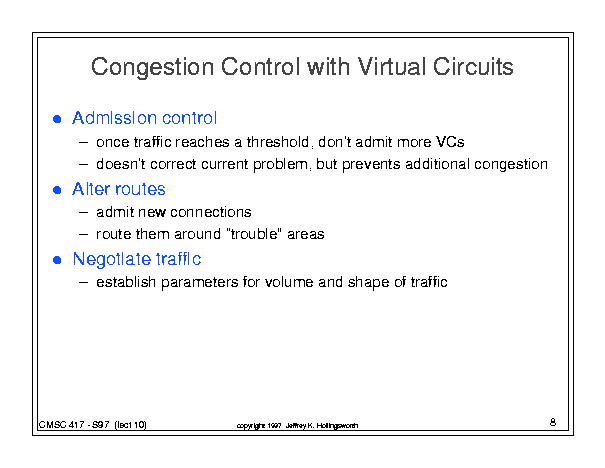 Congestion Control with Virtual Circuits
● Admission control
– once traffic reaches a threshold, don't admit more VCs
– doesn't correct current problem, but prevents additional congestion
● Alter routes
– admit new connections
– route them around "trouble" areas
● Negotiate traffic
– establish parameters for volume and shape of traffic
CMSC 417 - S97 (lect 10)
copyright 1997 Jeffrey K. Hollingsworth
8